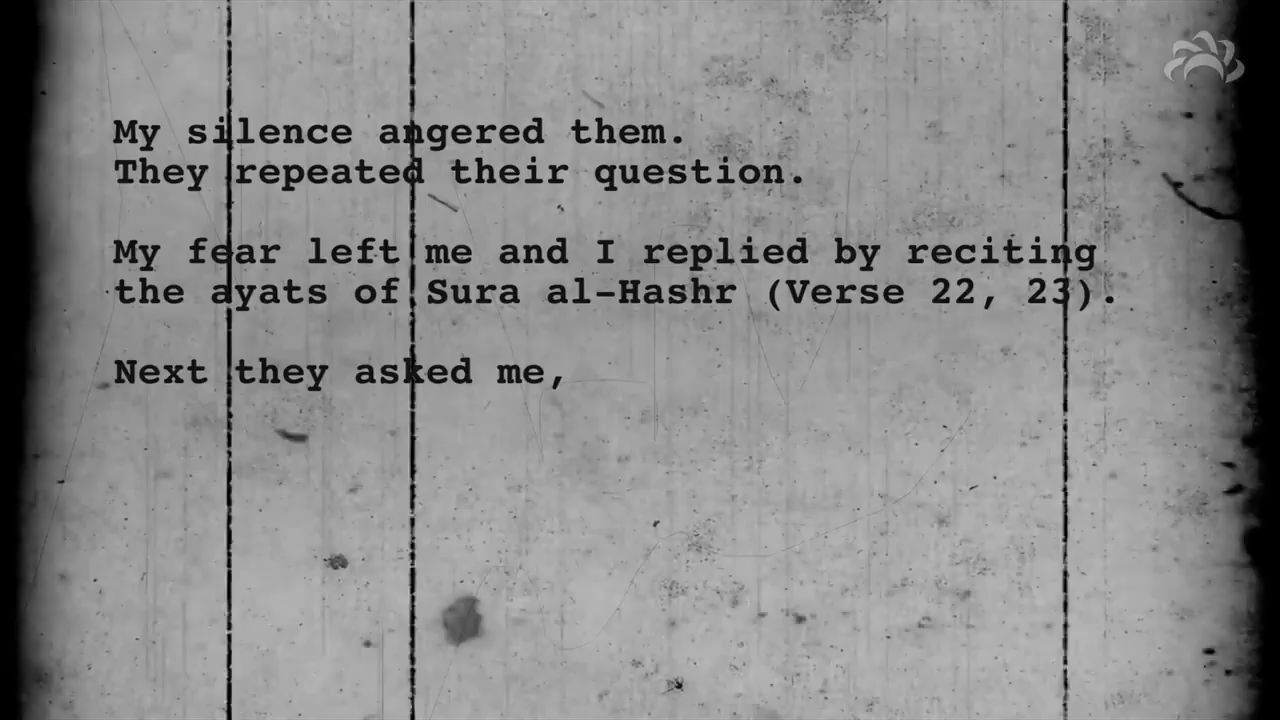 My silence angered them.
They repeated their question.
My fear left me and I replied by reciting
the ayats of Sura al-Hashr (Verse 22, 23).
Next they asked me,